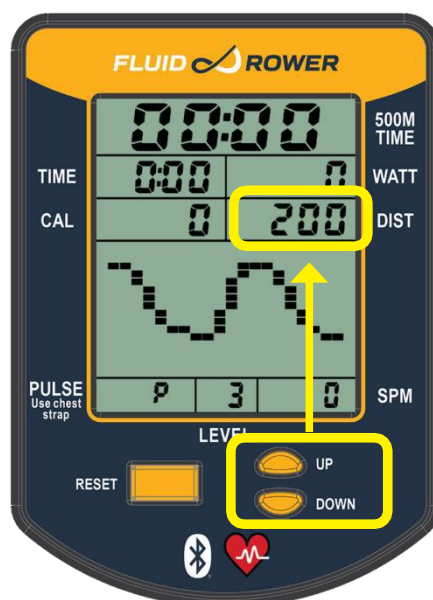 FLUID ROWER
00:00 500M TIME
TIME 0:00 0 WATT
CAL 0 200 DIST
PULSE Use chest strap P 3 0 SPM
LEVEL
UP
RESET
DOWN